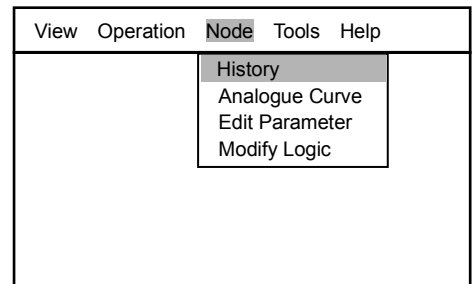 View Operation Node Tools Help
History
Analogue Curve
Edit Parameter
Modify Logic